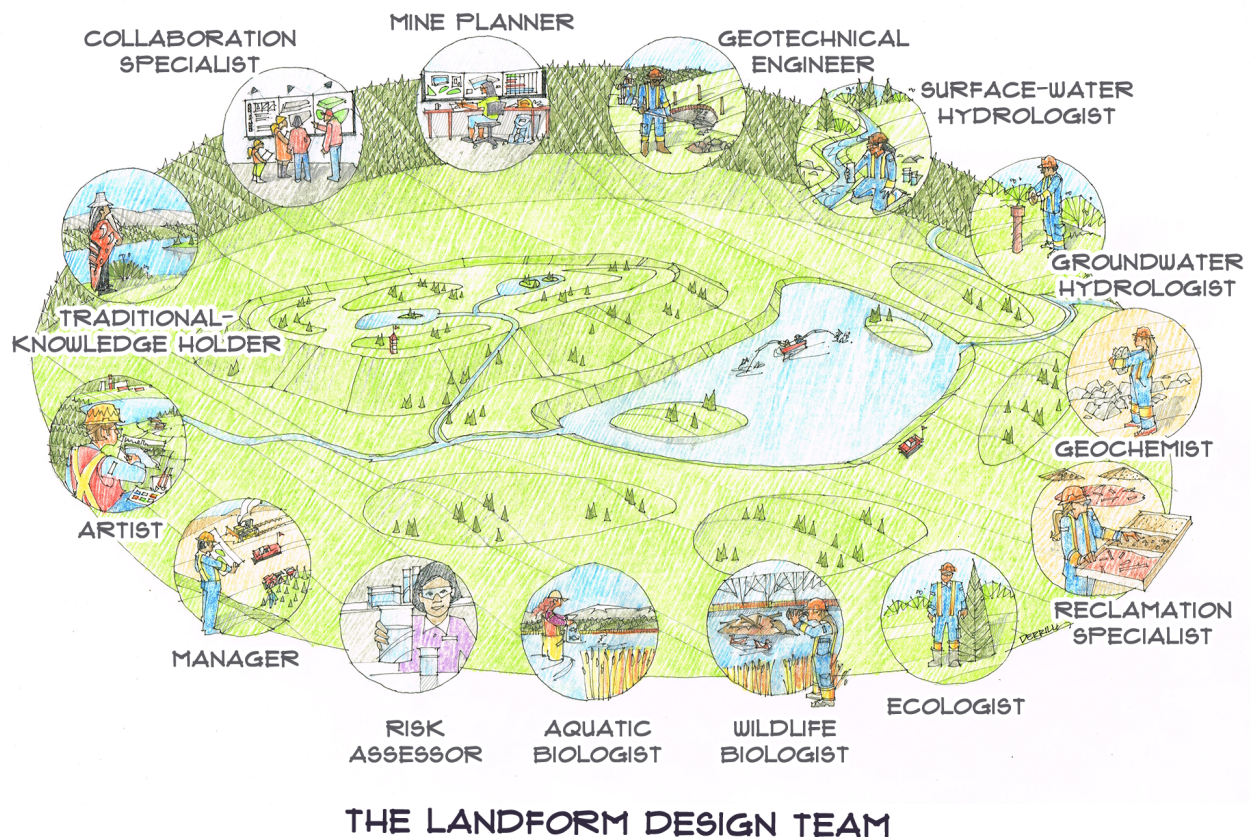 MINE PLANNER
COLLABORATION
SPECIALIST
GEOTECHNICAL
ENGINEER
SURFACE-WATER
HYDROLOGIST
GROUNDWATER
HYDROLOGIST
TRADITIONAL-
KNOWLEDGE HOLDER
GEOCHEMIST
ARTIST
RECLAMATION
SPECIALIST
MANAGER
DERRILL
ECOLOGIST
RISK
ASSESSOR
AQUATIC
BIOLOGIST
WILDLIFE
BIOLOGIST
THE LANDFORM DESIGN TEAM